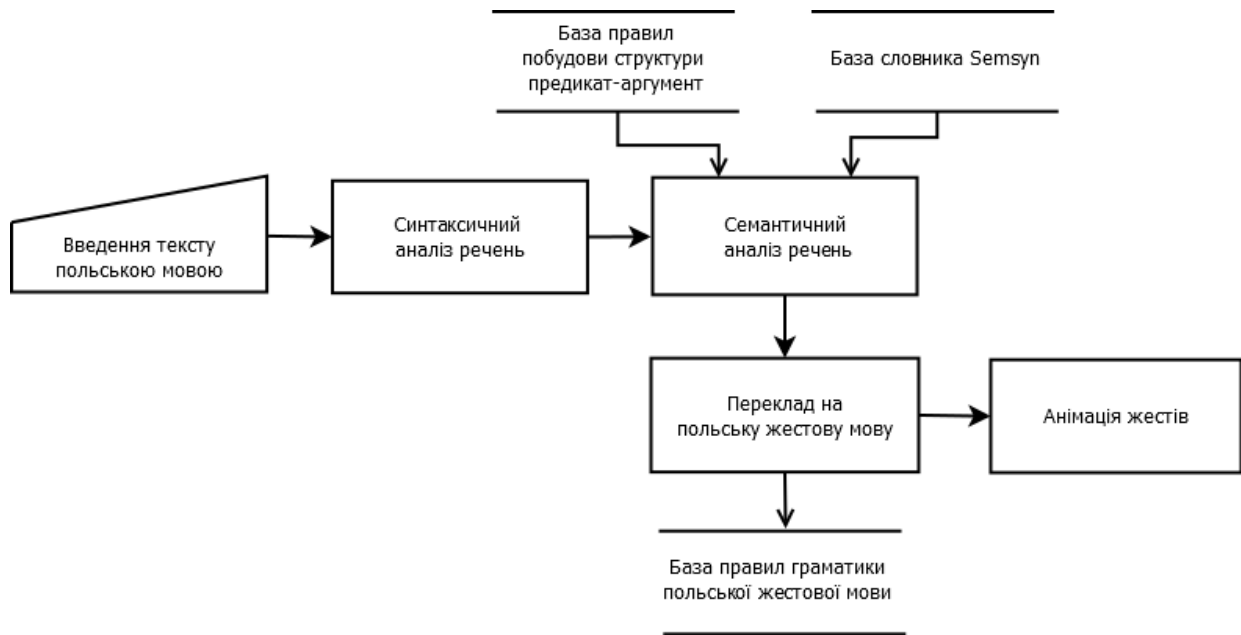 База правил
побудови структури
предикат-аргумент
База словника Semsyn
Введення тексту
польською мовою
Синтаксичний
аналіз речень
Семантичний
аналіз речень
Переклад на
польську жестову мову
Анімація жестів
База правил граматики
польської жестової мови